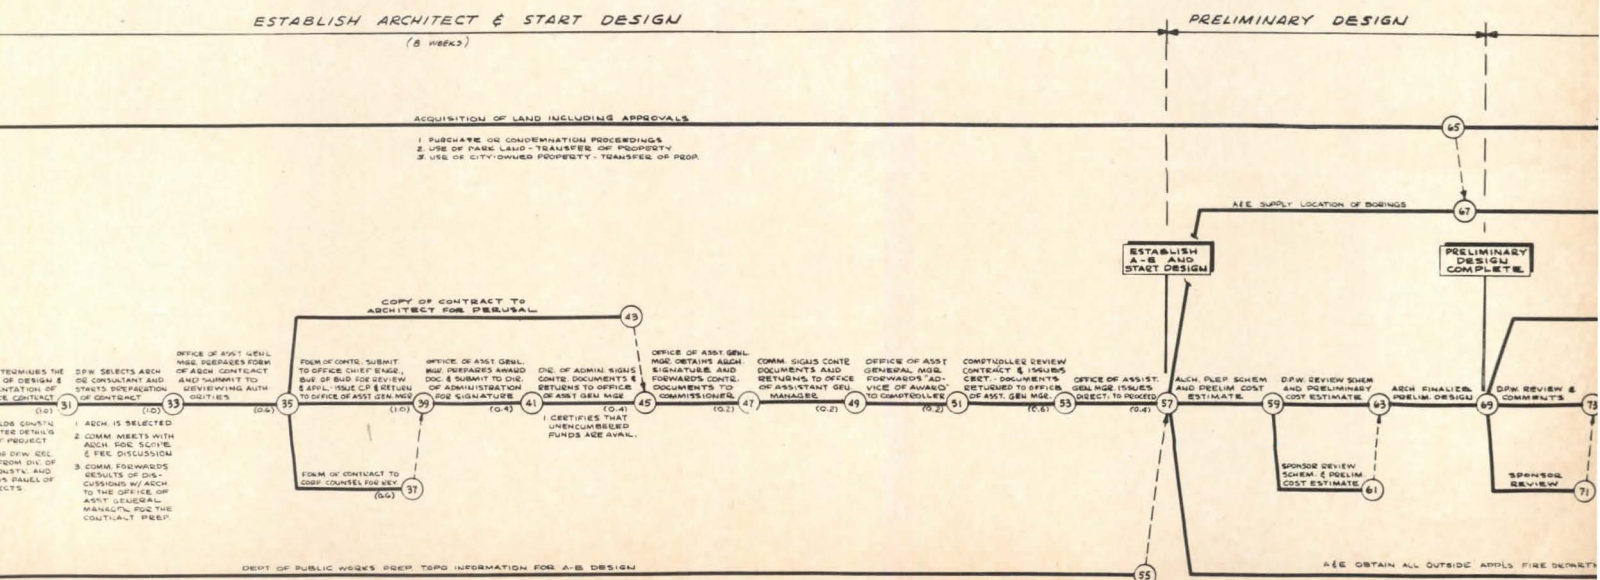 ESTABLISH ARCHITECT & START DESIGN
(8 WEEKS)
PRELIMINARY DESIGN
ACQUISITION OF LAND INCLUDING APPROVALS
1 PURCHASE OR CONDEMNATION PROCEEDINGS
2. USE OF PARK LAND - TRANSFER OF PROPERTY
3. USE OF CITY-OWNED PROPERTY - TRANSFER OF PROP.
65
A&E SUPPLY LOCATION OF BORINGS
67
ESTABLISH
A-E AND
START DESIGN
PRELIMINARY
DESIGN
COMPLETE
COPY OF CONTRACT TO
ARCHITECT FOR PERUSAL
43
TERMINES THE
OF DESIGN &
NTATION OF
CONTRACT
(1.0)
31
D.P.W. SELECTS ARCH
OR CONSULTANT AND
STARTS PREPARATION
OF CONTRACT
(1.0)
33
OFFICE OF ASST GENL
MGR. PREPARES FORM
OF ARCH CONTRACT
AND SUBMIT TO
REVIEWING AUTH-
ORITIES
(0.6)
35
FORM OF CONTR. SUBMIT.
TO OFFICE CHIEF ENGR.,
BUR. OF BUD. FOR REVIEW
& APPL. ISSUE C.P. & RETURN
TO OFFICE OF ASST GEN. MGR
(1.0)
39
OFFICE OF ASST GENL.
MGR. PREPARES AWARD
DOC. & SUBMIT TO DIR.
OF ADMINISTRATION
FOR SIGNATURE
(0.4)
41
DIR. OF ADMIN. SIGNS
CONTR. DOCUMENTS &
RETURNS TO OFFICE
OF ASST GEN MGR
(0.4)
1. CERTIFIES THAT
UNENCUMBERED
FUNDS ARE AVAIL.
45
OFFICE OF ASST. GENL.
MGR. OBTAINS ARCH.
SIGNATURE AND
FORWARDS CONTR.
DOCUMENTS TO
COMMISSIONER
(0.2)
47
COMM. SIGNS CONTR
DOCUMENTS AND
RETURNS TO OFFICE
OF ASSISTANT GEN.
MANAGER
(0.2)
49
OFFICE OF ASST
GENERAL MGR.
FORWARDS "AD-
VICE OF AWARD"
TO COMPTROLLER
(0.2)
51
COMPTROLLER REVIEW
CONTRACT & ISSUES
CERT.- DOCUMENTS
RETURNED TO OFFICE
OF ASST. GEN. MGR.
(0.6)
53
OFFICE OF ASSIST.
GEN. MGR. ISSUES
DIRECT. TO PROCEED
(0.4)
57
ARCH. PREP. SCHEM
AND PRELIM COST
ESTIMATE
59
D.P.W. REVIEW SCHEM
AND PRELIMINARY
COST ESTIMATE
63
ARCH FINALIZES
PRELIM. DESIGN
69
D.P.W. REVIEW &
COMMENTS
73
1 ARCH. IS SELECTED
2 COMM MEETS WITH
ARCH. FOR SCOPE
& FEE DISCUSSION
3. COMM. FORWARDS
RESULTS OF DIS-
CUSSIONS W/ ARCH.
TO THE OFFICE OF
ASST GENERAL
MANAGER FOR THE
CONTRACT PREP.
FORM OF CONTRACT TO
CORP COUNSEL FOR REV.
(0.6)
37
SPONSOR REVIEW
SCHEM. & PRELIM.
COST ESTIMATE
61
SPONSOR
REVIEW
71
DEPT OF PUBLIC WORKS PREP. TOPO INFORMATION FOR A-E DESIGN
55
A&E OBTAIN ALL OUTSIDE APPLS FIRE DEPARTM